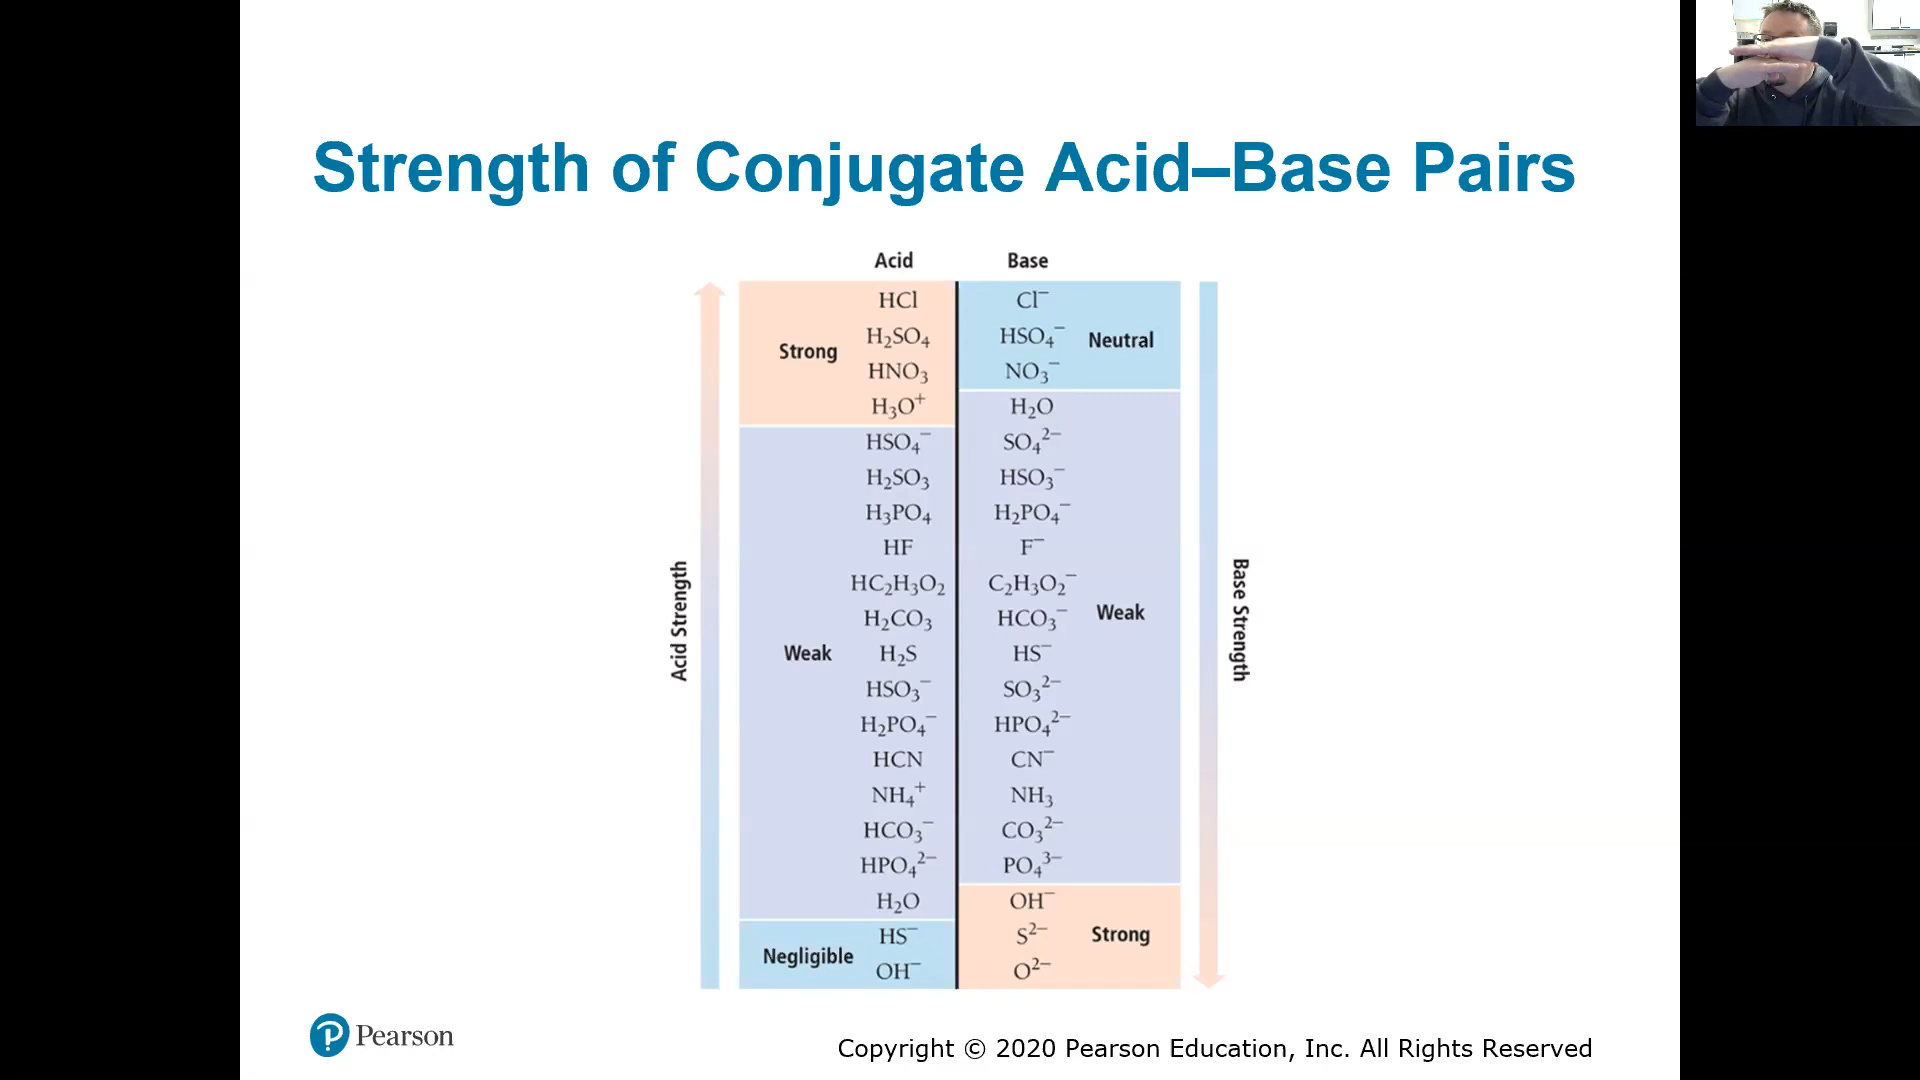 Strength of Conjugate Acid–Base Pairs
Acid Base
HCl Cl⁻
H₂SO₄ HSO₄⁻ Neutral
Strong
HNO₃ NO₃⁻
H₃O⁺ H₂O
HSO₄⁻ SO₄²⁻
H₂SO₃ HSO₃⁻
H₃PO₄ H₂PO₄⁻
HF F⁻
HC₂H₃O₂ C₂H₃O₂⁻
Acid Strength
H₂CO₃ HCO₃⁻ Weak
Base Strength
Weak H₂S HS⁻
HSO₃⁻ SO₃²⁻
H₂PO₄⁻ HPO₄²⁻
HCN CN⁻
NH₄⁺ NH₃
HCO₃⁻ CO₃²⁻
HPO₄²⁻ PO₄³⁻
H₂O OH⁻
HS⁻ S²⁻ Strong
Negligible
OH⁻ O²⁻
P Pearson
Copyright © 2020 Pearson Education, Inc. All Rights Reserved